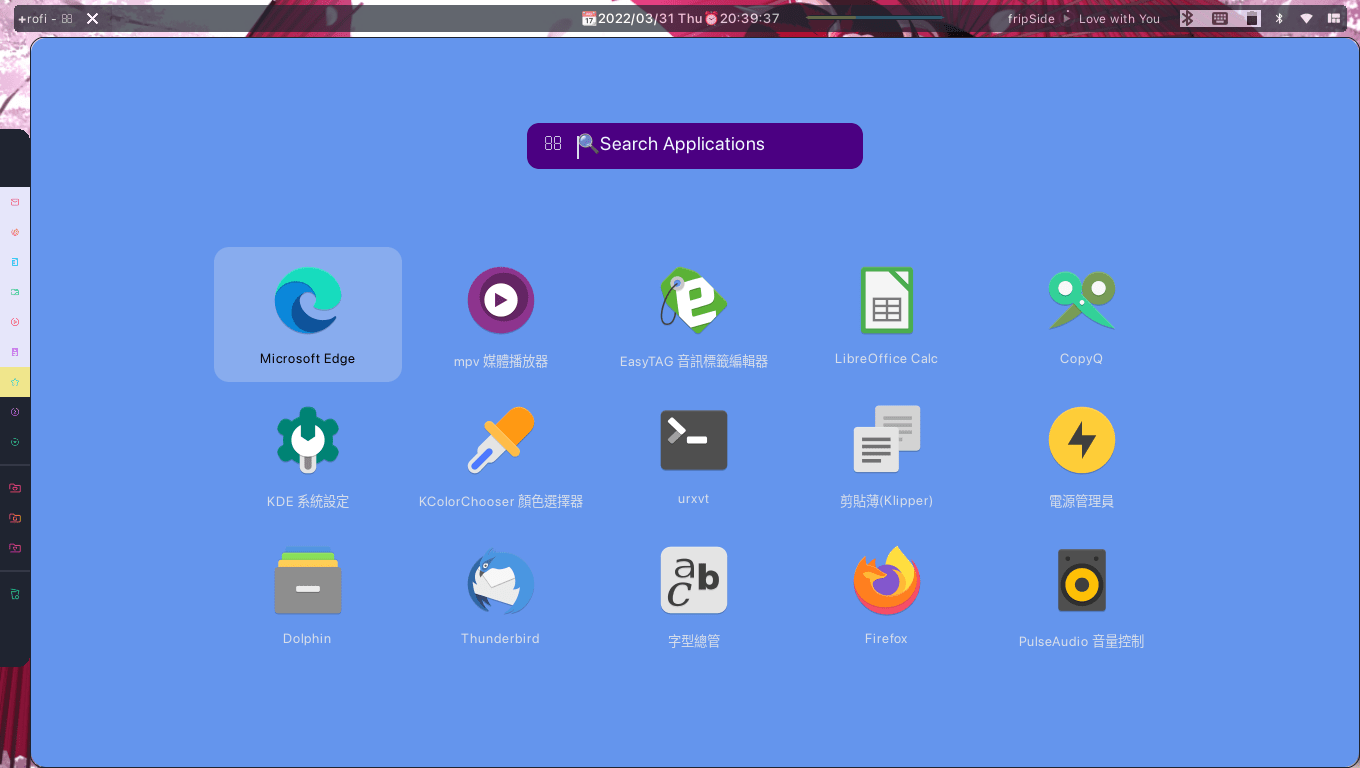 +rofi -
2022/03/31 Thu 20:39:37
fripSide
Love with You
Search Applications
Microsoft Edge
mpv 媒體播放器
EasyTAG 音訊標籤編輯器
LibreOffice Calc
CopyQ
KDE 系統設定
KColorChooser 顏色選擇器
urxvt
剪貼薄(Klipper)
電源管理員
Dolphin
Thunderbird
字型總管
Firefox
PulseAudio 音量控制